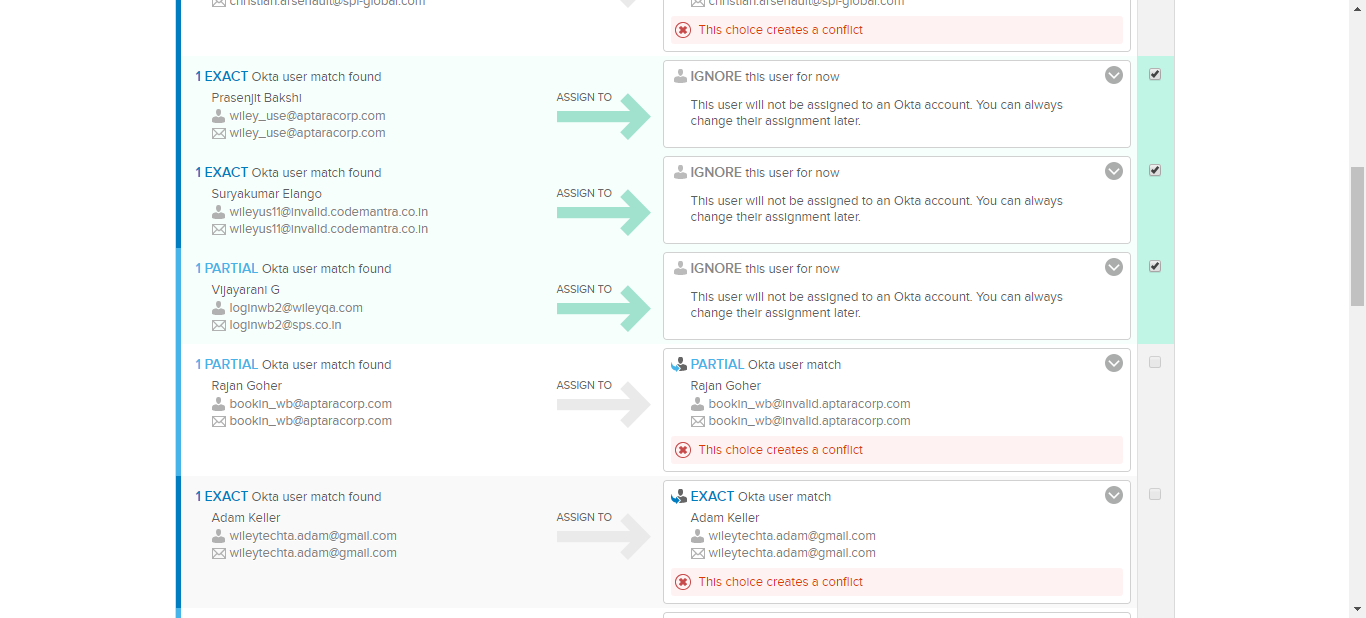 christian.arsenault@spi-global.com
christian.arsenault@spi-global.com
This choice creates a conflict
1 EXACT Okta user match found
Prasenjit Bakshi
wiley_use@aptaracorp.com
wiley_use@aptaracorp.com
ASSIGN TO
IGNORE this user for now
This user will not be assigned to an Okta account. You can always
change their assignment later.
1 EXACT Okta user match found
Suryakumar Elango
wileyus11@invalid.codemantra.co.in
wileyus11@invalid.codemantra.co.in
ASSIGN TO
IGNORE this user for now
This user will not be assigned to an Okta account. You can always
change their assignment later.
1 PARTIAL Okta user match found
Vijayarani G
loginwb2@wileyqa.com
loginwb2@sps.co.in
ASSIGN TO
IGNORE this user for now
This user will not be assigned to an Okta account. You can always
change their assignment later.
1 PARTIAL Okta user match found
Rajan Goher
bookin_wb@aptaracorp.com
bookin_wb@aptaracorp.com
ASSIGN TO
PARTIAL Okta user match
Rajan Goher
bookin_wb@invalid.aptaracorp.com
bookin_wb@invalid.aptaracorp.com
This choice creates a conflict
1 EXACT Okta user match found
Adam Keller
wileytechta.adam@gmail.com
wileytechta.adam@gmail.com
ASSIGN TO
EXACT Okta user match
Adam Keller
wileytechta.adam@gmail.com
wileytechta.adam@gmail.com
This choice creates a conflict